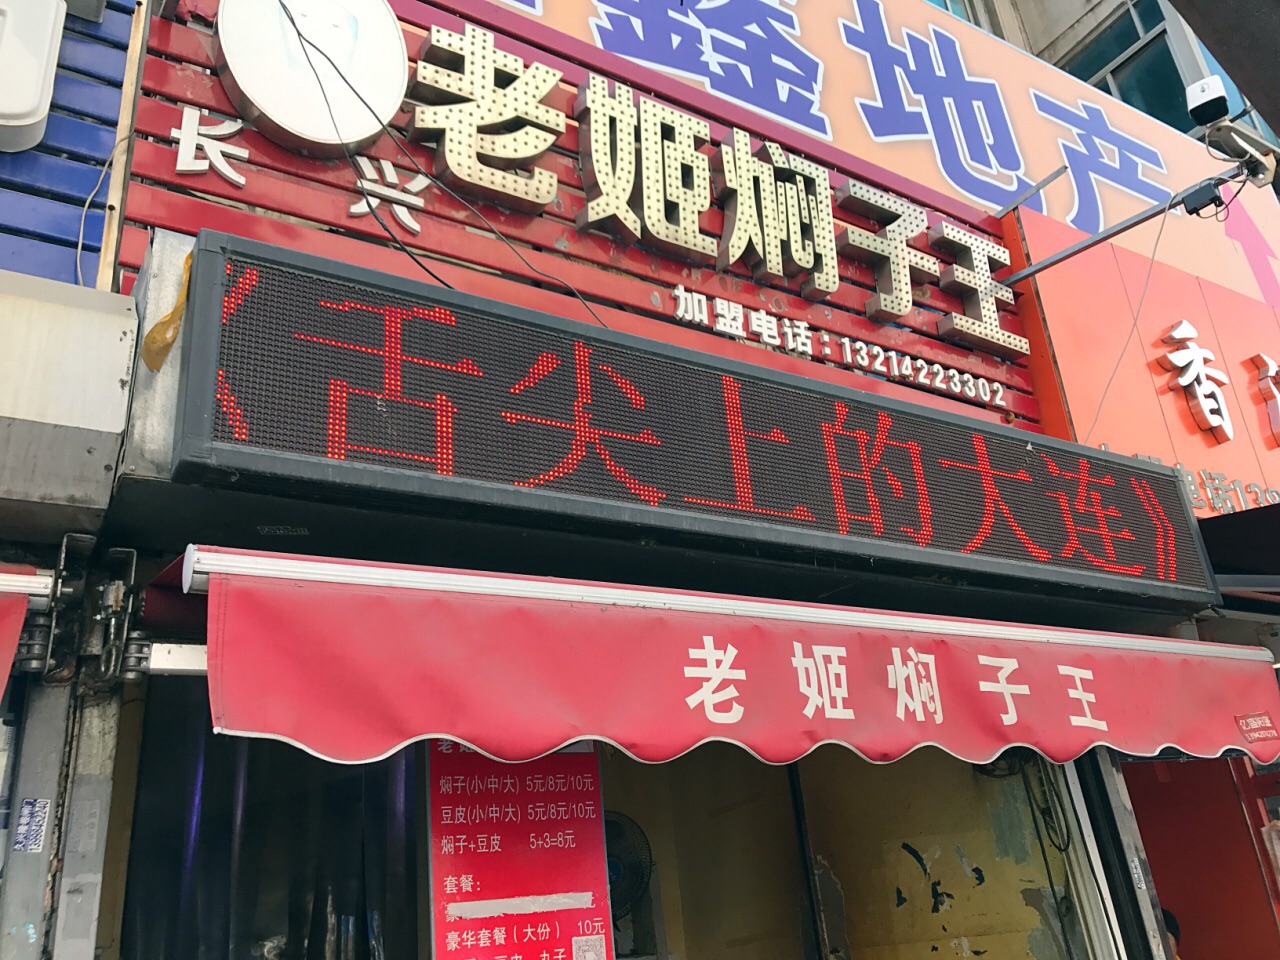 鑫地产
长兴
老姬焖子王
加盟电话：13214223302
香
电话
《舌尖上的大连》
老姬焖子王
焖子(小/中/大) 5元/8元/10元
豆皮(小/中/大) 5元/8元/10元
焖子+豆皮 5+3=8元
套餐：
豪华套餐（大份） 10元